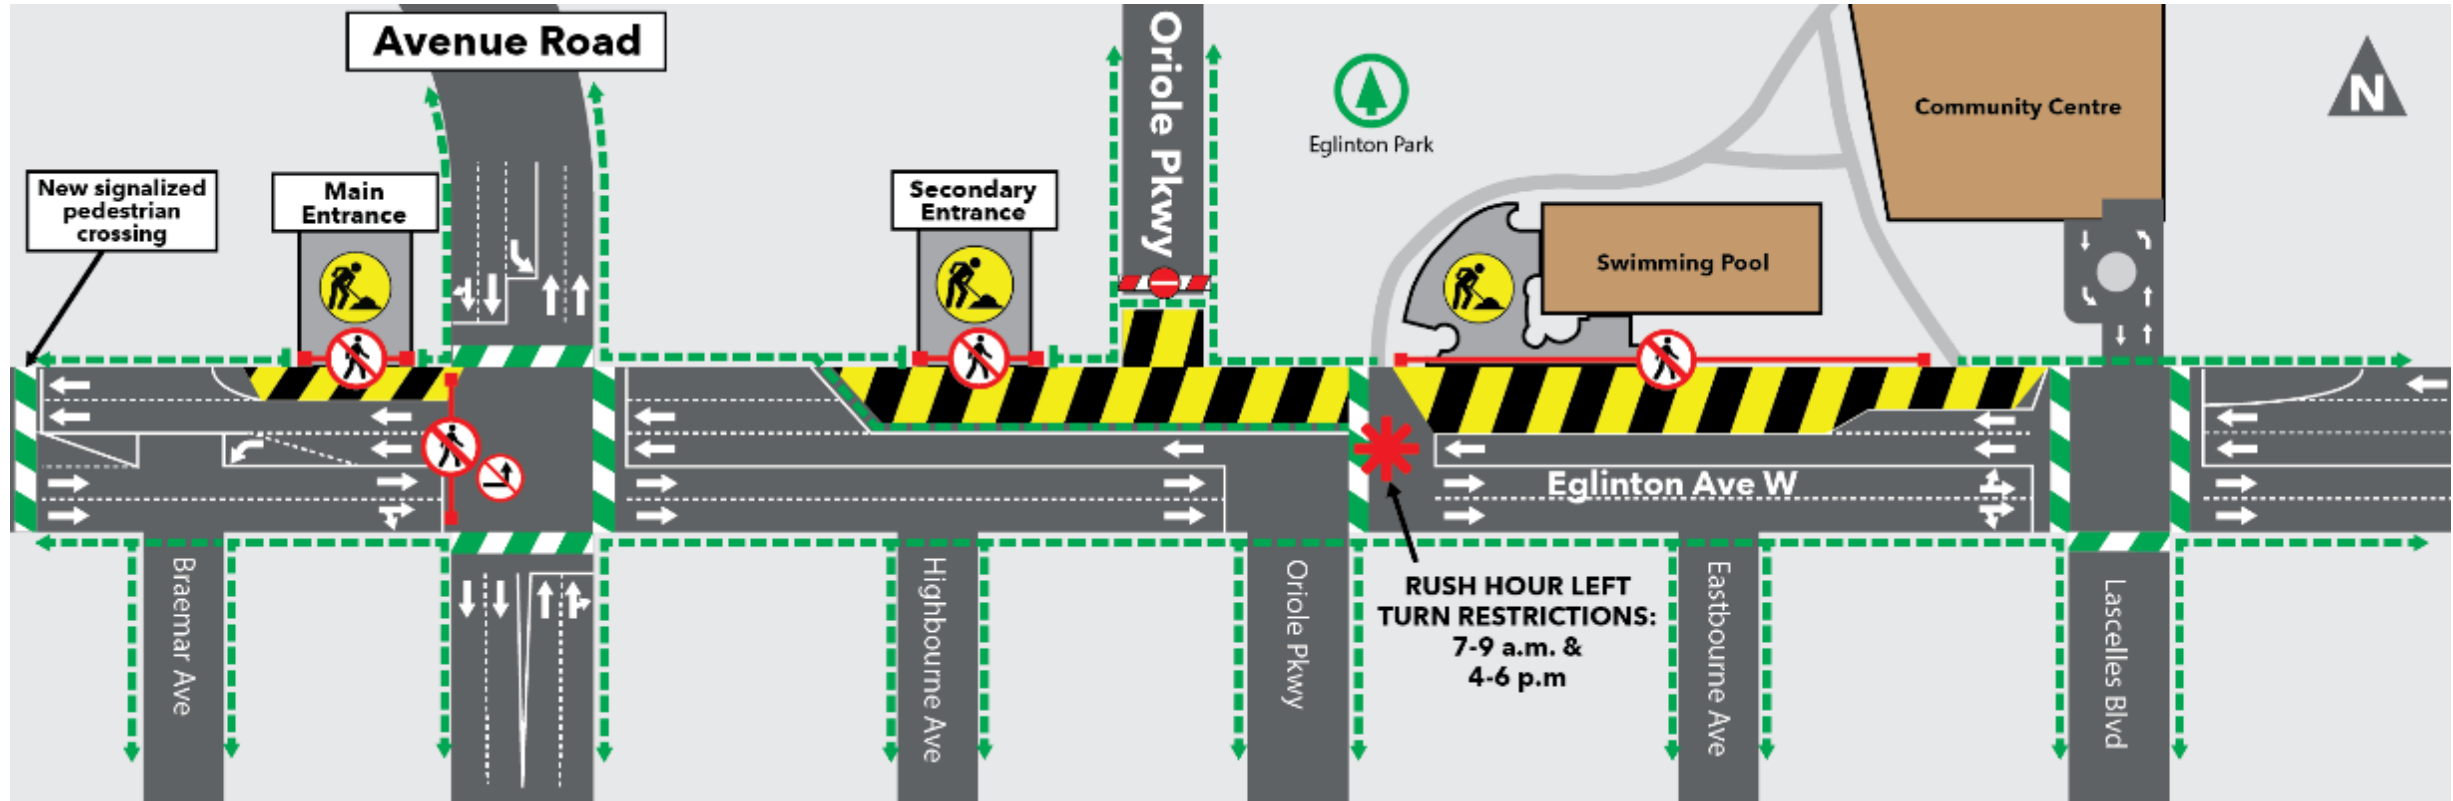 Avenue Road
Oriole Pkwy
Eglinton Park
Community Centre
N
New signalized
pedestrian
crossing
Main
Entrance
Secondary
Entrance
Swimming Pool
Eglinton Ave W
RUSH HOUR LEFT
TURN RESTRICTIONS:
7-9 a.m. &
4-6 p.m
Braemar Ave
Highbourne Ave
Oriole Pkwy
Eastbourne Ave
Lascelles Blvd